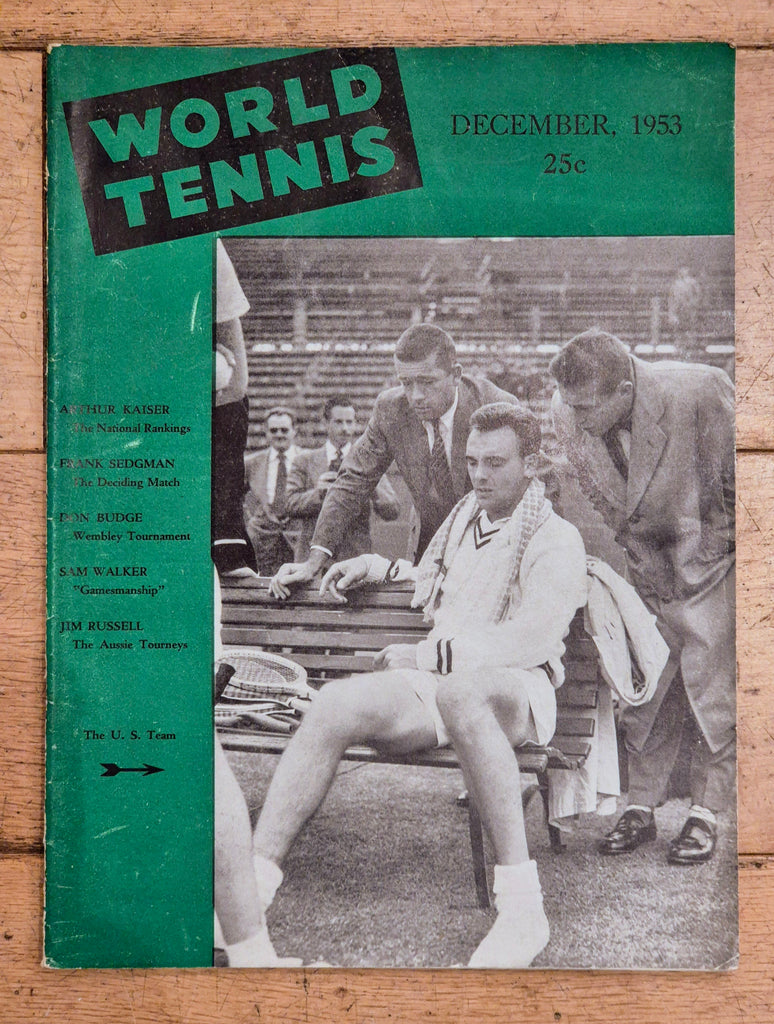 WORLD
TENNIS
DECEMBER, 1953
25c
ARTHUR KAISER
The National Rankings
FRANK SEDGMAN
The Deciding Match
DON BUDGE
Wembley Tournament
SAM WALKER
"Gamesmanship"
JIM RUSSELL
The Aussie Tourneys
The U. S. Team